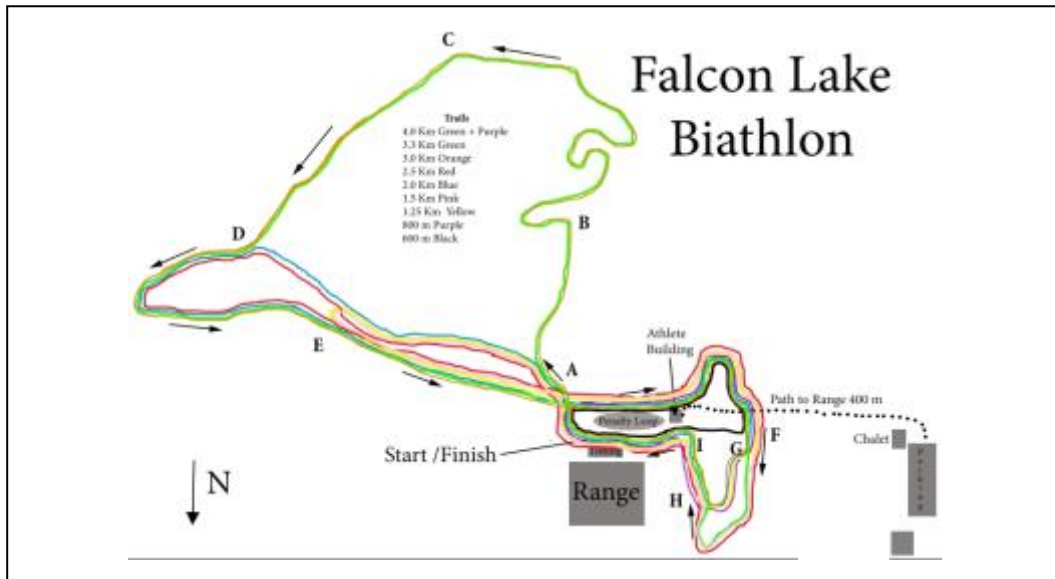 C
Falcon Lake
Biathlon
Trails
4.0 Km Green + Purple
3.3 Km Green
3.0 Km Orange
2.5 Km Red
2.0 Km Blue
1.5 Km Pink
1.25 Km Yellow
800 m Purple
600 m Black
B
D
E
A
Athlete
Building
Path to Range 400 m
Penalty Loop
F
Chalet
I
G
Start /Finish
Timing
Parking
N
Range
H